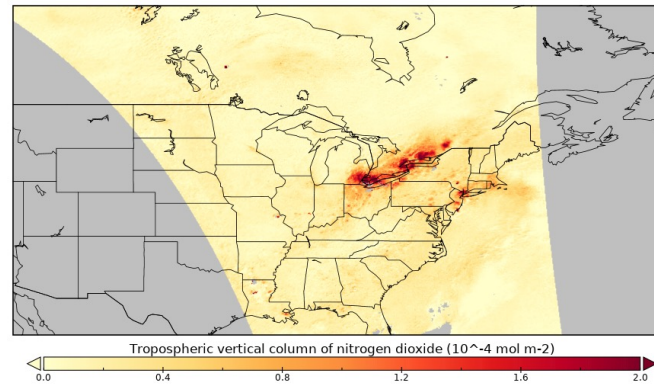 Tropospheric vertical column of nitrogen dioxide (10^-4 mol m-2)
0.0 0.4 0.8 1.2 1.6 2.0